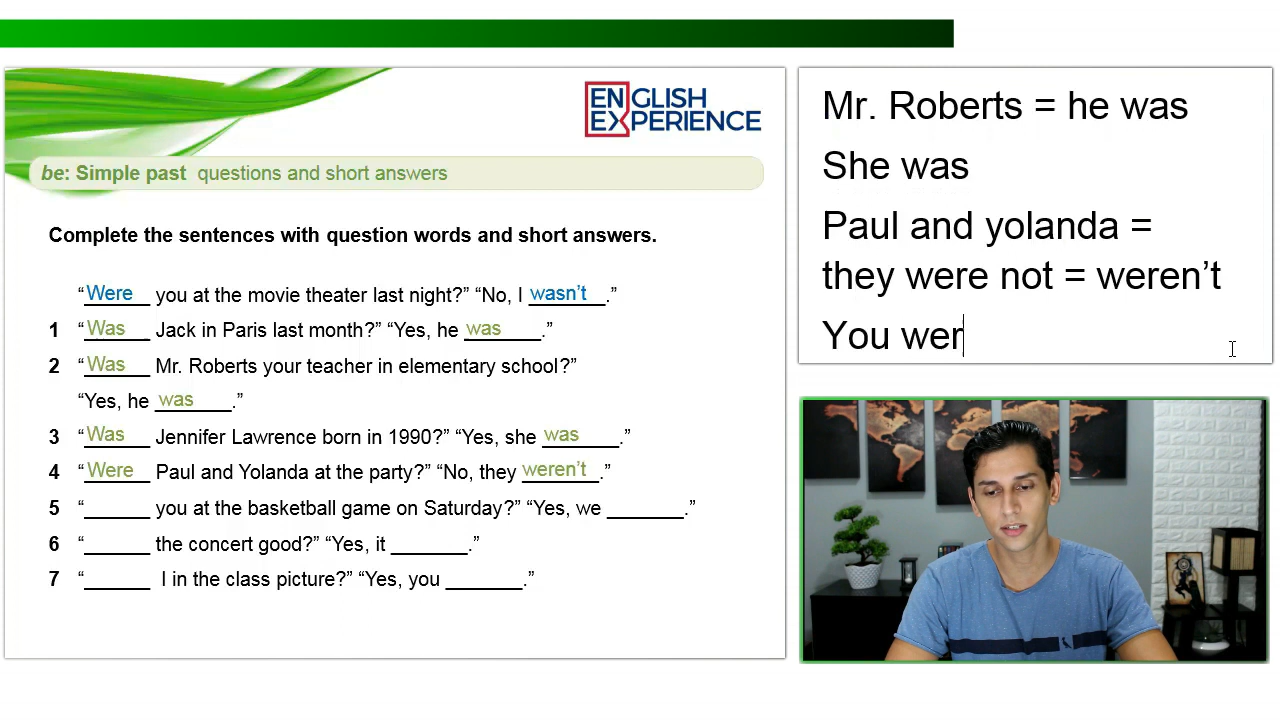 ENGLISH
EXPERIENCE
be: Simple past questions and short answers
Complete the sentences with question words and short answers.
“Were you at the movie theater last night?” “No, I wasn’t.”
1 “Was Jack in Paris last month?” “Yes, he was.”
2 “Was Mr. Roberts your teacher in elementary school?”
“Yes, he was.”
3 “Was Jennifer Lawrence born in 1990?” “Yes, she was.”
4 “Were Paul and Yolanda at the party?” “No, they weren’t.”
5 “______ you at the basketball game on Saturday?” “Yes, we _______.”
6 “______ the concert good?” “Yes, it _______.”
7 “______ I in the class picture?” “Yes, you _______.”
Mr. Roberts = he was
She was
Paul and yolanda =
they were not = weren’t
You wer